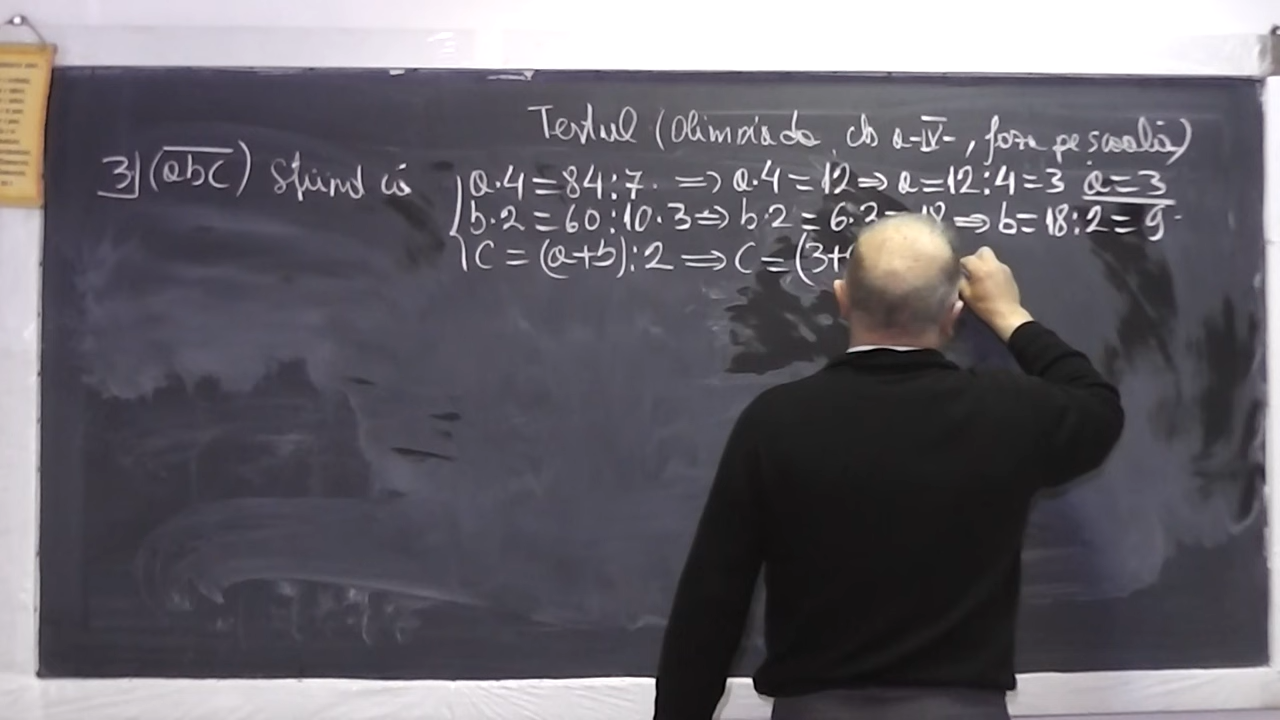 Testul (Olimpiada, cls a-IV-, faza pe școală)
3) (abc) știind că
a·4=84:7. => a·4=12 => a=12:4=3 a=3
b·2=60:10·3 => b·2=6·3=18 => b=18:2=9
C=(a+b):2 => C=(3+